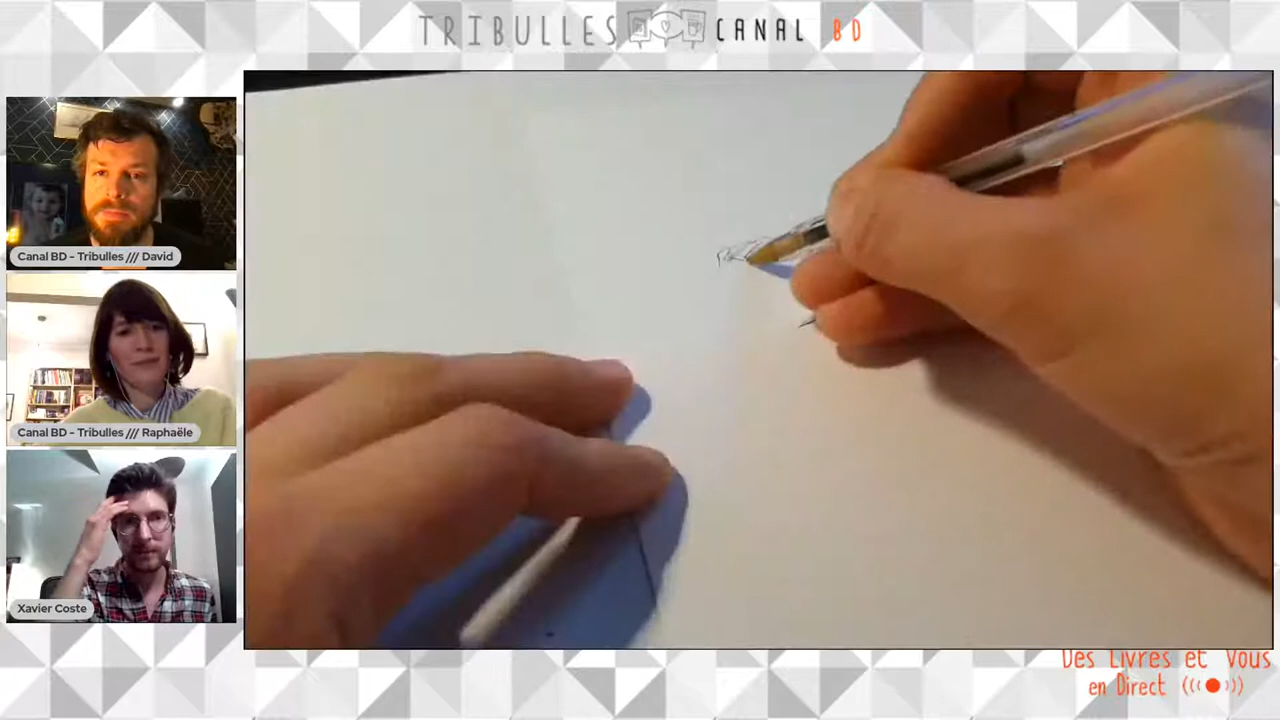 TRIBULLES CANAL BD
Canal BD - Tribulles /// David
Canal BD - Tribulles /// Raphaële
Xavier Coste
Des Livres et Vous
en Direct